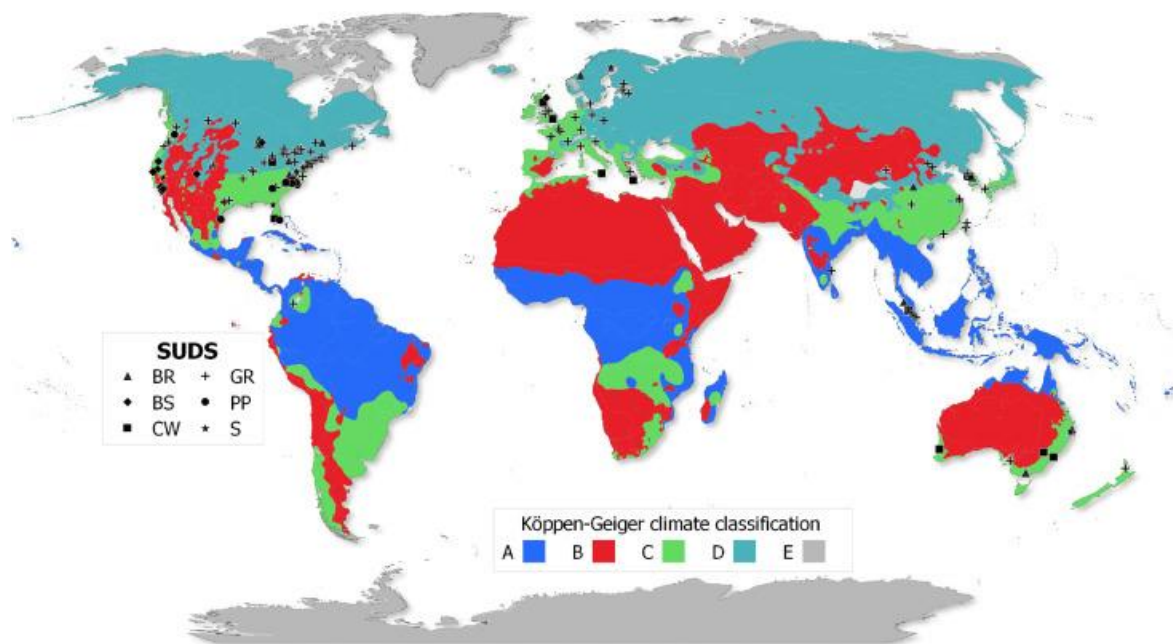 SUDS
BR GR
BS PP
CW S
Köppen-Geiger climate classification
A B C D E